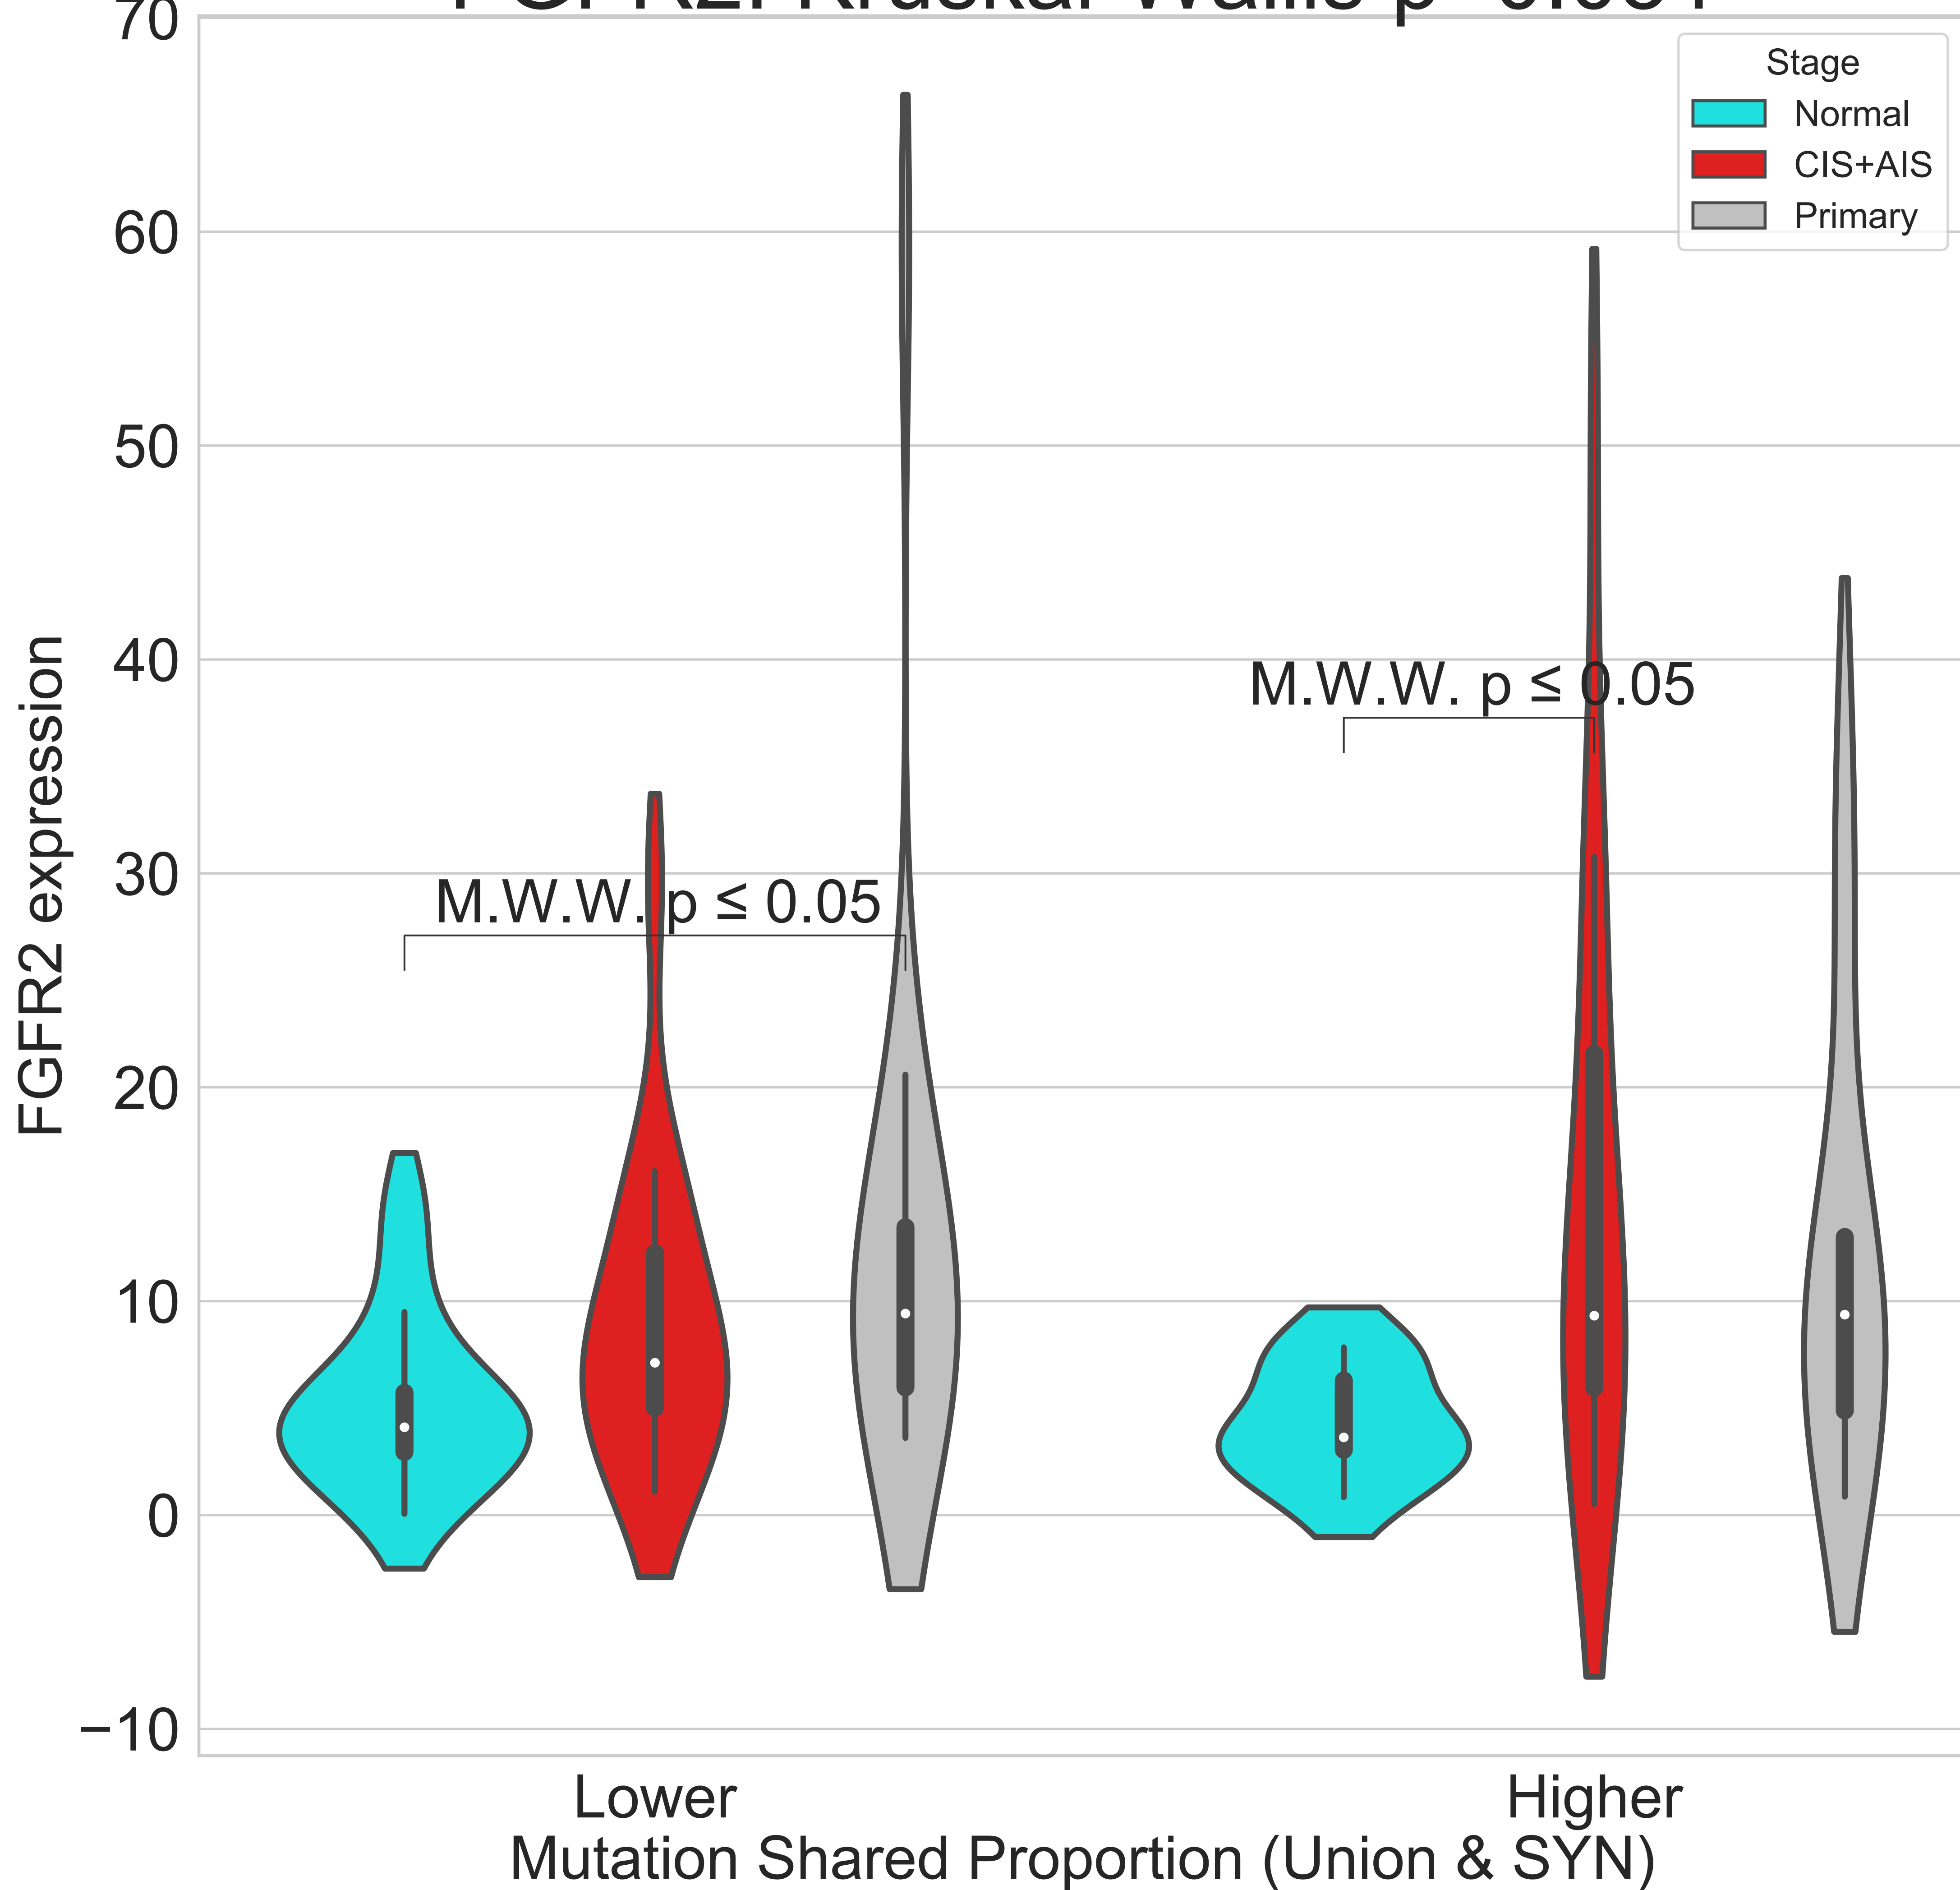 70
Stage
Normal
CIS+AIS
Primary
60
50
40
30
20
10
0
−10
FGFR2 expression
M.W.W. p ≤ 0.05
M.W.W. p ≤ 0.05
Lower
Higher
Mutation Shared Proportion (Union & SYN)